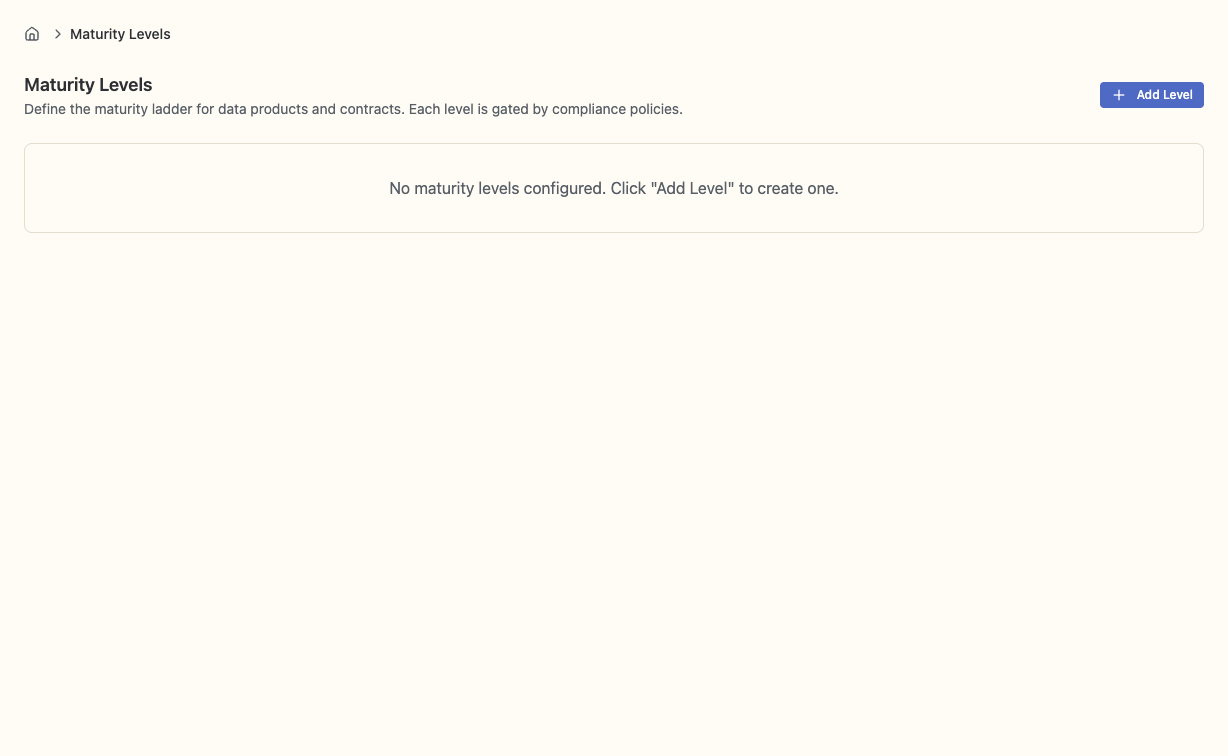 Maturity Levels
Maturity Levels
Define the maturity ladder for data products and contracts. Each level is gated by compliance policies.
Add Level
No maturity levels configured. Click "Add Level" to create one.